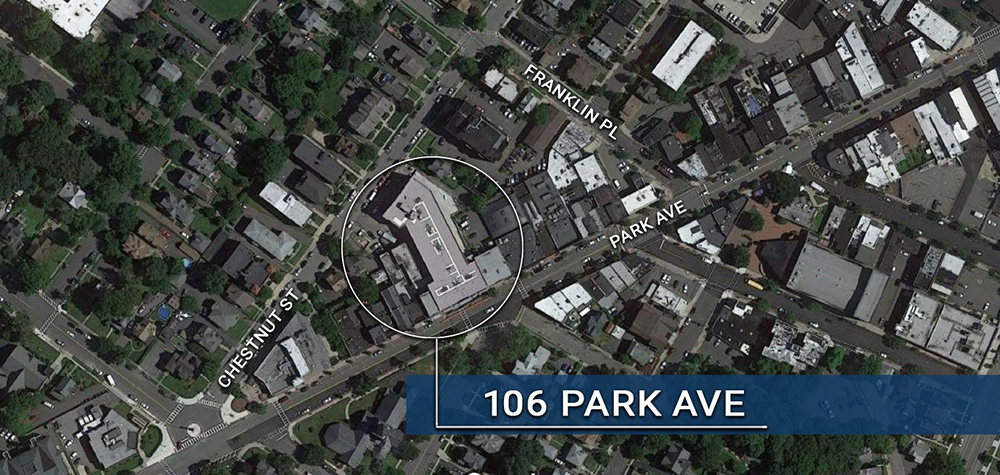 FRANKLIN PL
PARK AVE
CHESTNUT ST
106 PARK AVE